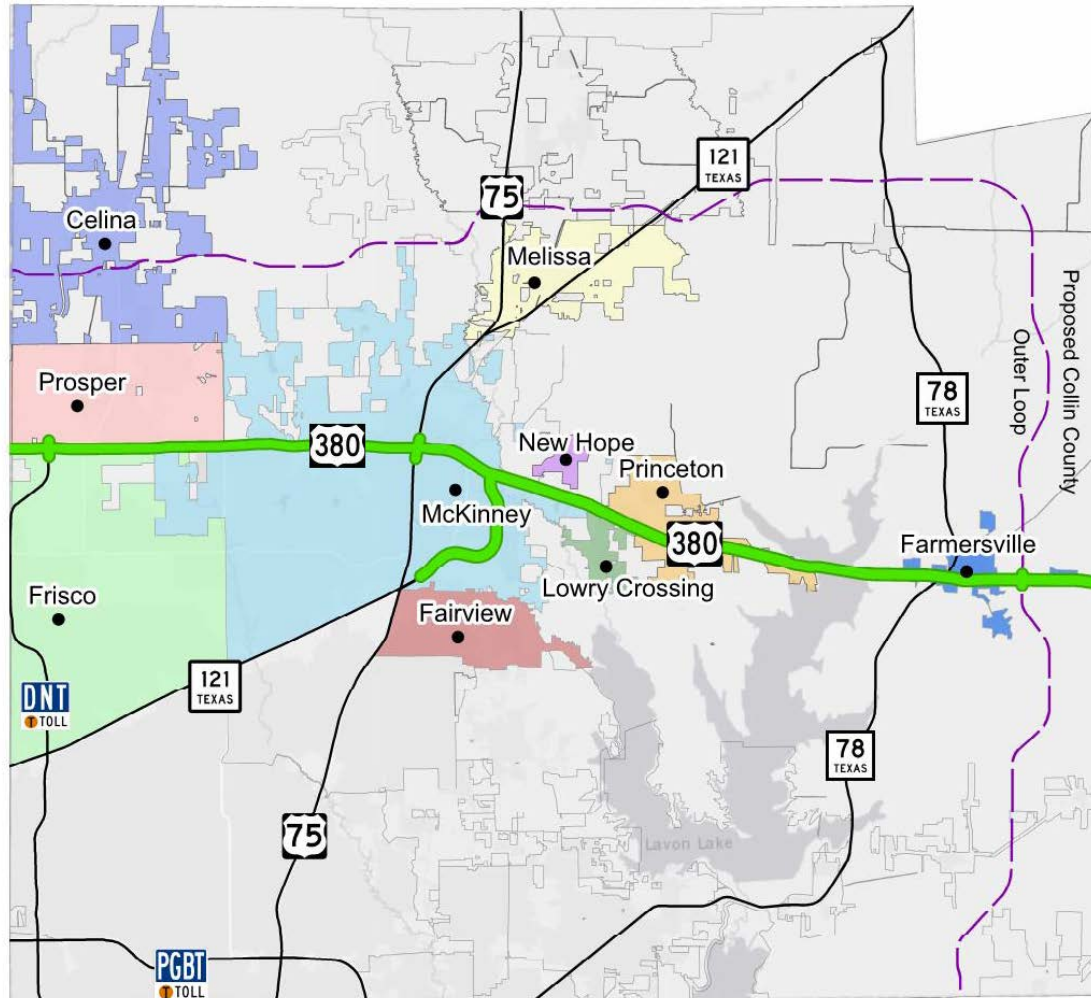 121
TEXAS
75
Celina
Melissa
Proposed Collin County
Outer Loop
Prosper
78
TEXAS
380
New Hope
Princeton
McKinney
380
Farmersville
Lowry Crossing
Frisco
Fairview
121
TEXAS
DNT
T TOLL
78
TEXAS
75
Lavon Lake
PGBT
T TOLL